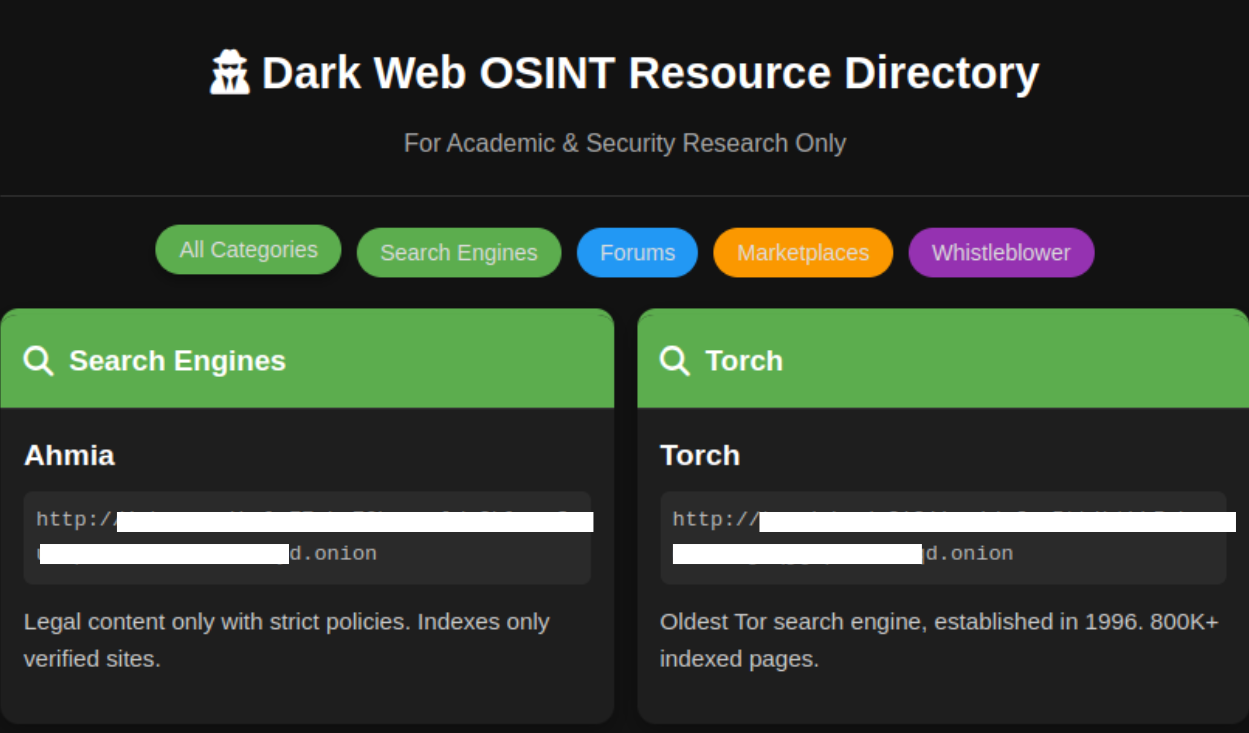 Dark Web OSINT Resource Directory
For Academic & Security Research Only
All Categories
Search Engines
Forums
Marketplaces
Whistleblower
Search Engines
Ahmia
http://
d.onion
Legal content only with strict policies. Indexes only
verified sites.
Torch
Torch
http://
d.onion
Oldest Tor search engine, established in 1996. 800K+
indexed pages.